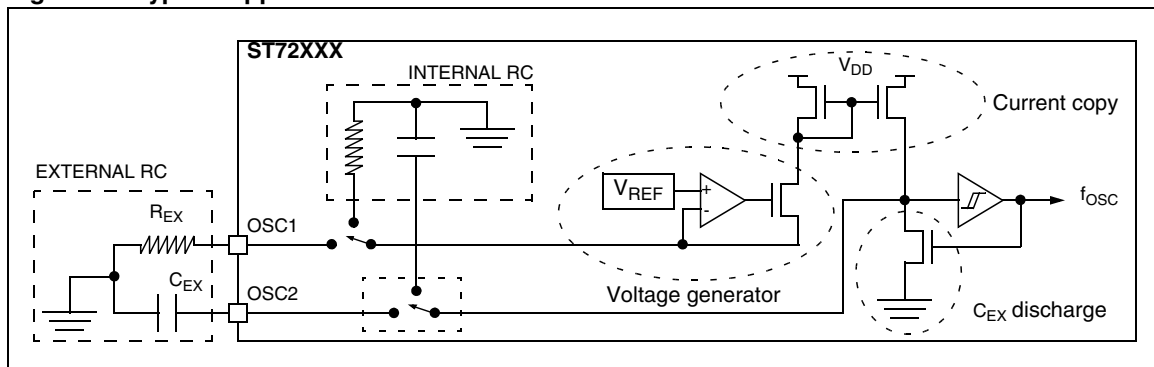 ST72XXX
INTERNAL RC
VDD
Current copy
EXTERNAL RC
REX
VREF
+
-
fOSC
OSC1
CEX
OSC2
Voltage generator
CEX discharge